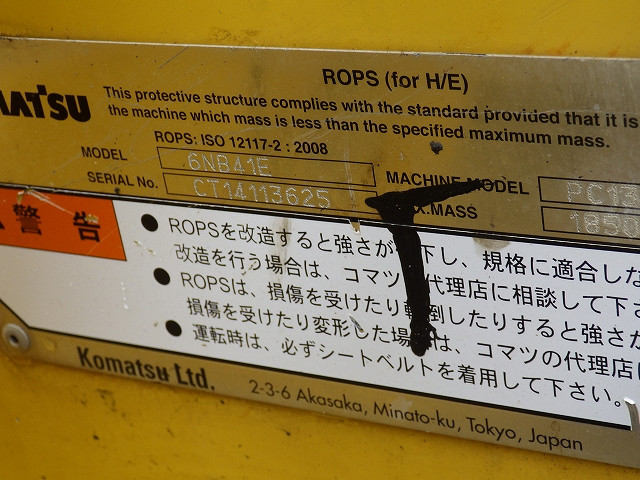 ROPS (for H/E)
MATSU
This protective structure complies with the standard provided that it is
the machine which mass is less than the specified maximum mass.
ROPS: ISO 12117-2 : 2008
MODEL 6NB41E
SERIAL No. CT14113625
MACHINE MODEL PC13
X.MASS 1850
警告
● ROPSを改造すると強さが 下し、規格に適合しな
改造を行う場合は、コマツ 代理店に相談して下さ
● ROPSは、損傷を受けたり 倒したりすると強さが
損傷を受けたり変形した場 は、コマツの代理店に
● 運転時は、必ずシートベルトを着用して下さい。
Komatsu Ltd. 2-3-6 Akasaka, Minato-ku, Tokyo, Japan